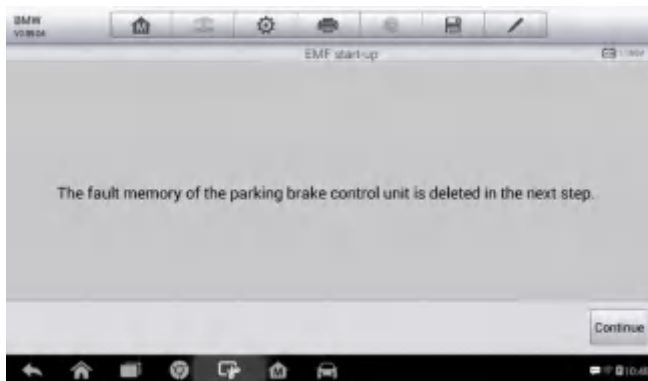 BMW
EMF start-up
The fault memory of the parking brake control unit is deleted in the next step.
Continue